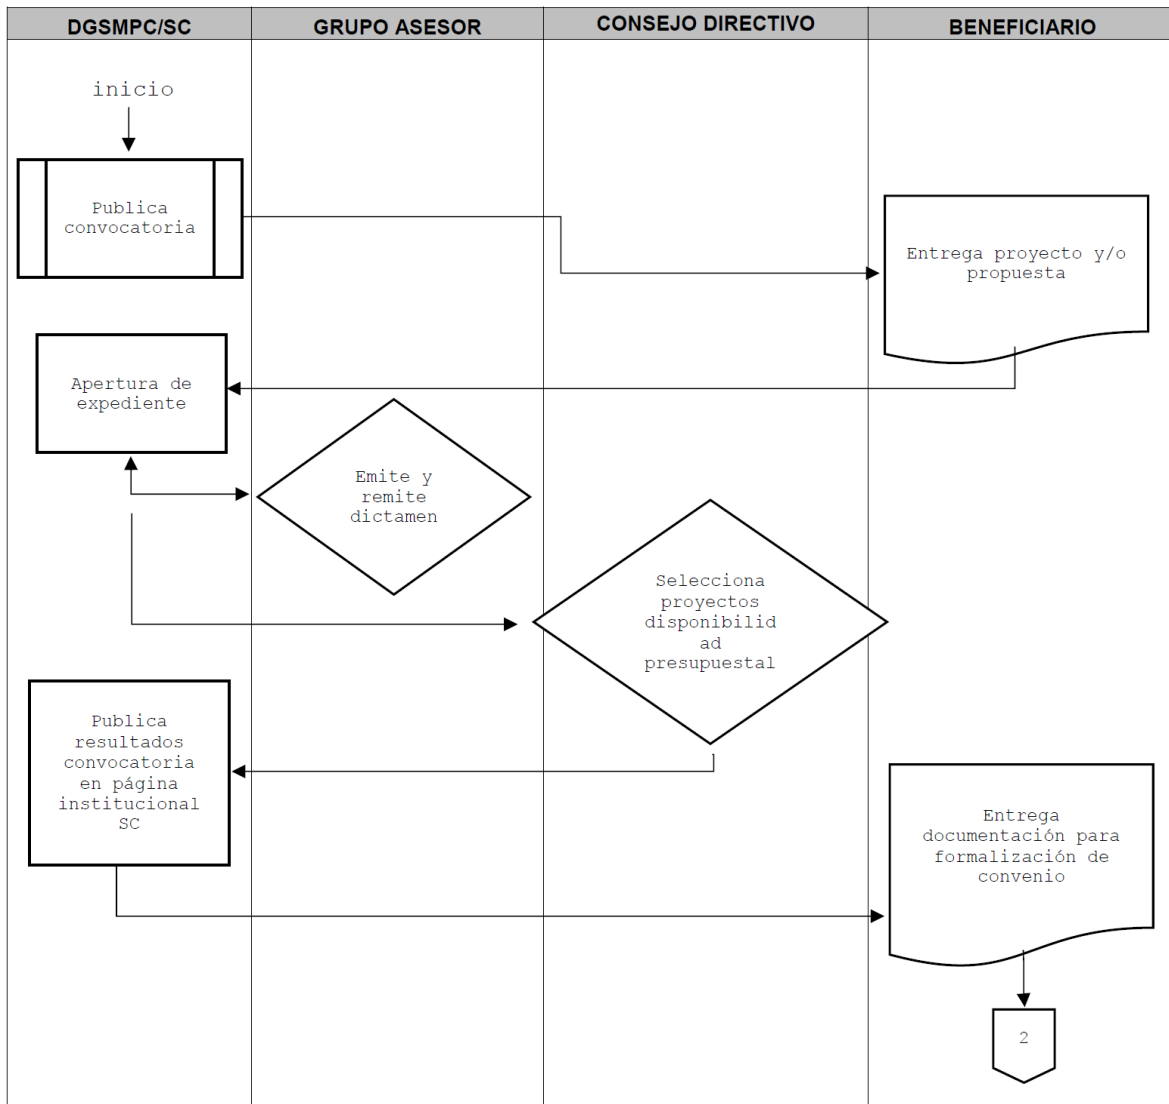 DGSMPC/SC
GRUPO ASESOR
CONSEJO DIRECTIVO
BENEFICIARIO
inicio
Publica
convocatoria
Entrega proyecto y/o
propuesta
Apertura de
expediente
Emite y
remite
dictamen
Selecciona
proyectos
disponibilid
ad
presupuestal
Publica
resultados
convocatoria
en página
institucional
SC
Entrega
documentación para
formalización de
convenio
2